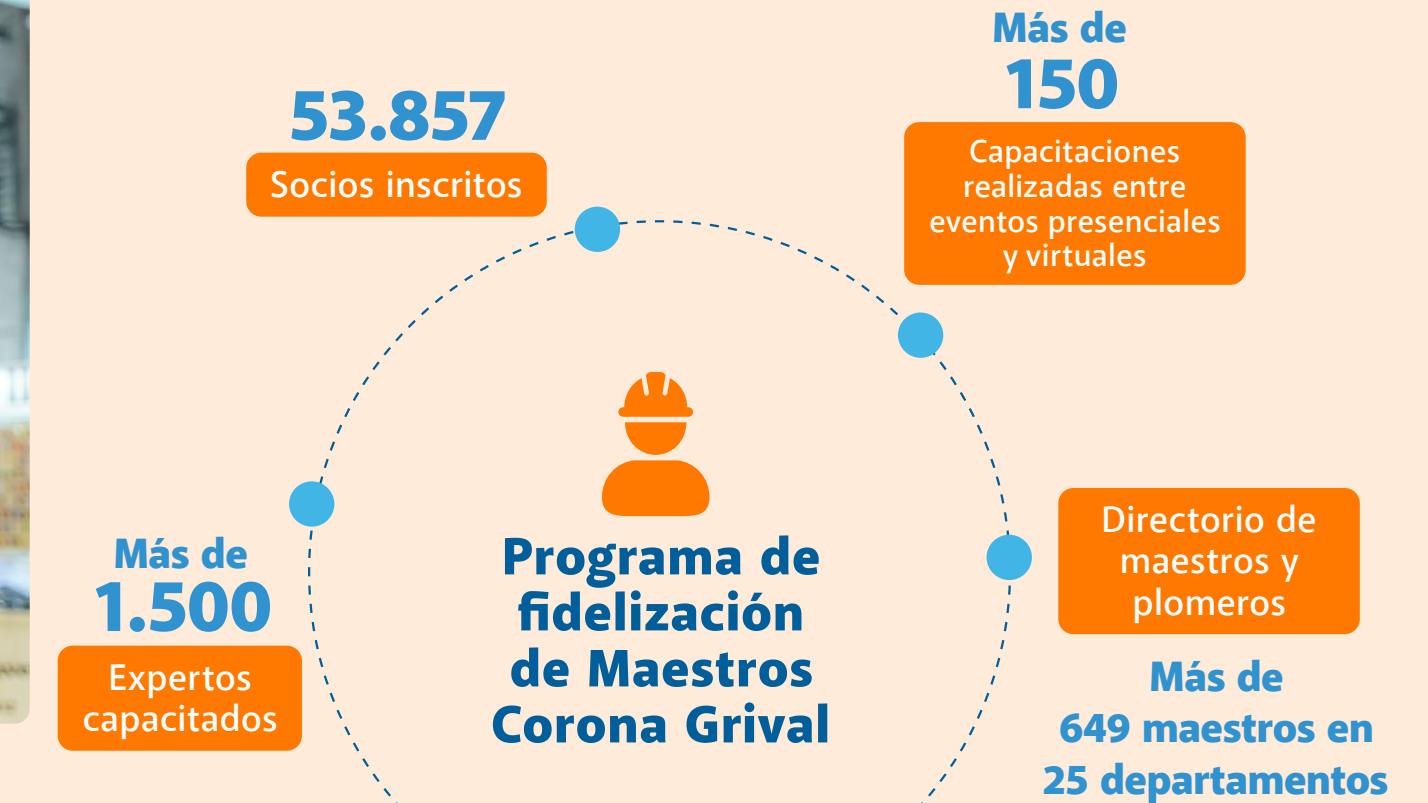 Más de
150
Capacitaciones
realizadas entre
eventos presenciales
y virtuales
53.857
Socios inscritos
Más de
1.500
Expertos
capacitados
Programa de
fidelización
de Maestros
Corona Grival
Directorio de
maestros y
plomeros
Más de
649 maestros en
25 departamentos